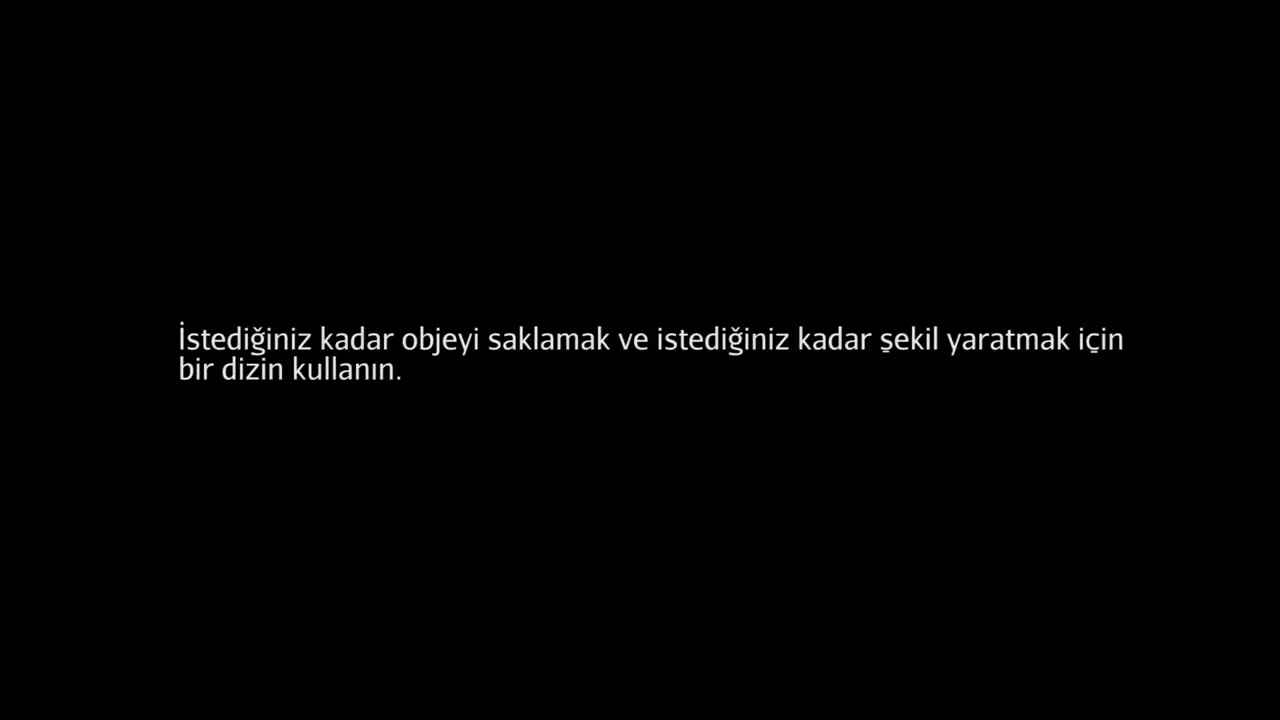 İstediğiniz kadar objeyi saklamak ve istediğiniz kadar şekil yaratmak için
bir dizin kullanın.